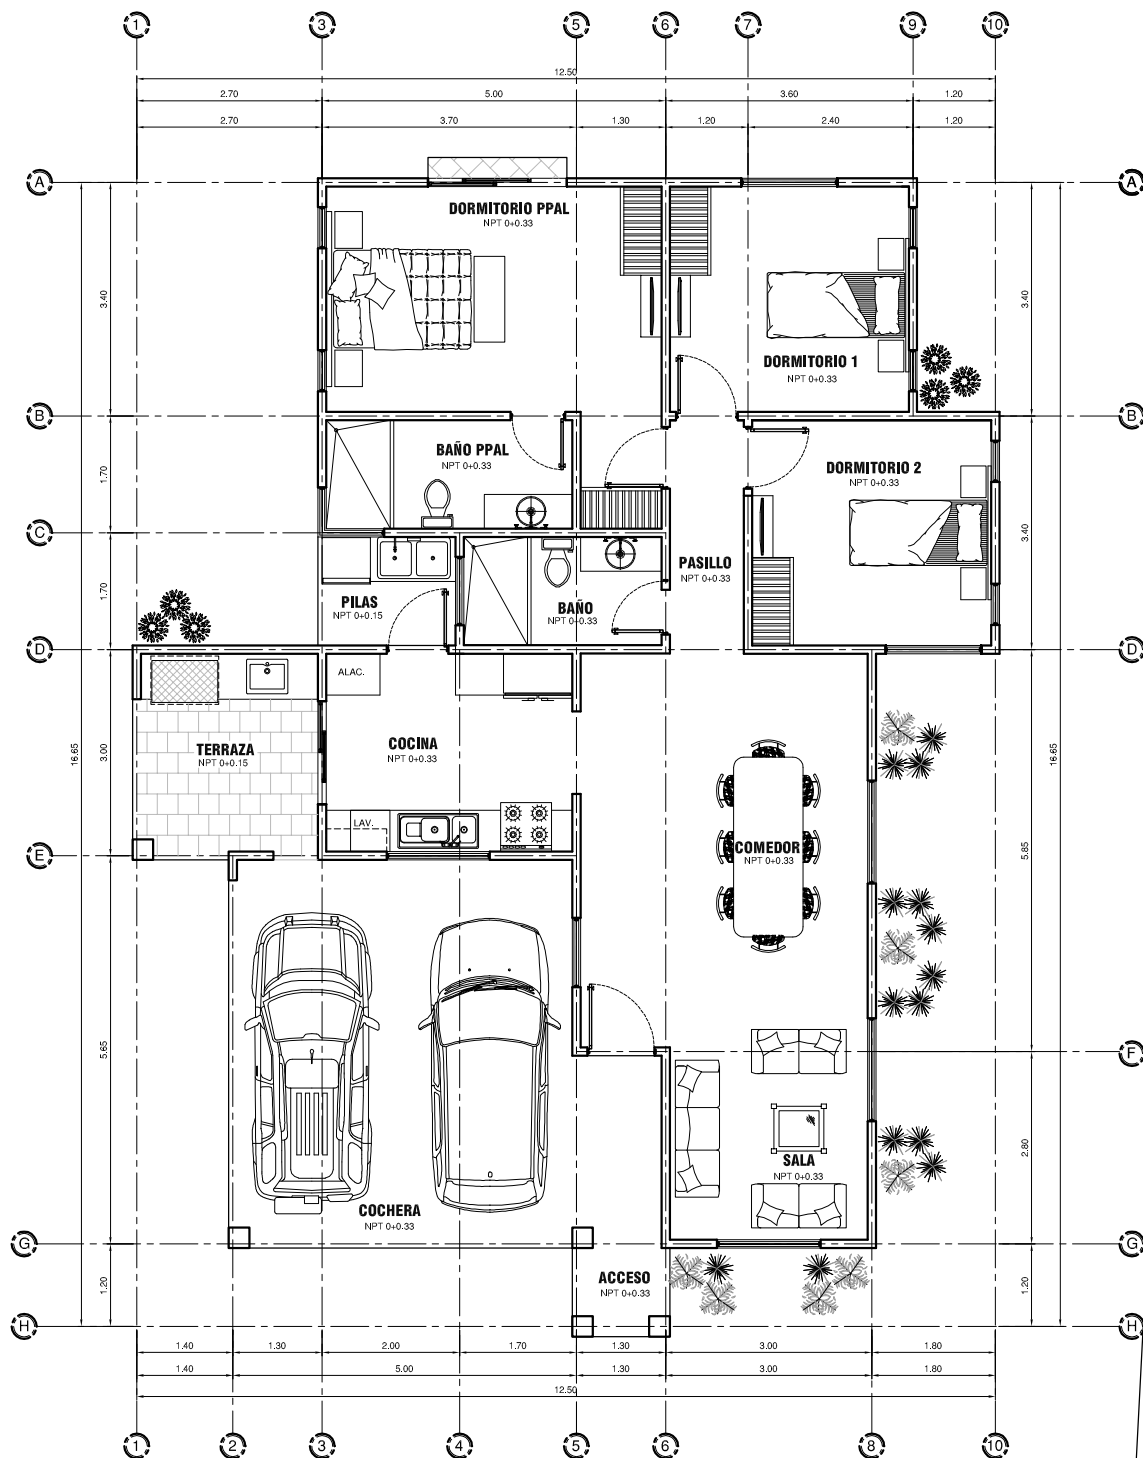 1
3
5
6
7
9
10
12.50
2.70
5.00
3.60
1.20
2.70
3.70
1.30
1.20
2.40
1.20
A
A
DORMITORIO PPAL
NPT 0+0.33
3.40
3.40
DORMITORIO 1
NPT 0+0.33
B
B
BAÑO PPAL
NPT 0+0.33
DORMITORIO 2
NPT 0+0.33
1.70
C
3.40
PASILLO
NPT 0+0.33
1.70
PILAS
NPT 0+0.15
BAÑO
NPT 0+0.33
D
D
ALAC.
COCINA
NPT 0+0.33
TERRAZA
NPT 0+0.15
16.65
3.00
16.65
LAV.
COMEDOR
NPT 0+0.33
E
5.85
5.65
F
2.80
SALA
NPT 0+0.33
COCHERA
NPT 0+0.33
G
G
ACCESO
NPT 0+0.33
1.20
1.20
H
H
1.40
1.30
2.00
1.70
1.30
3.00
1.80
1.40
5.00
1.30
3.00
1.80
12.50
1
2
3
4
5
6
8
10